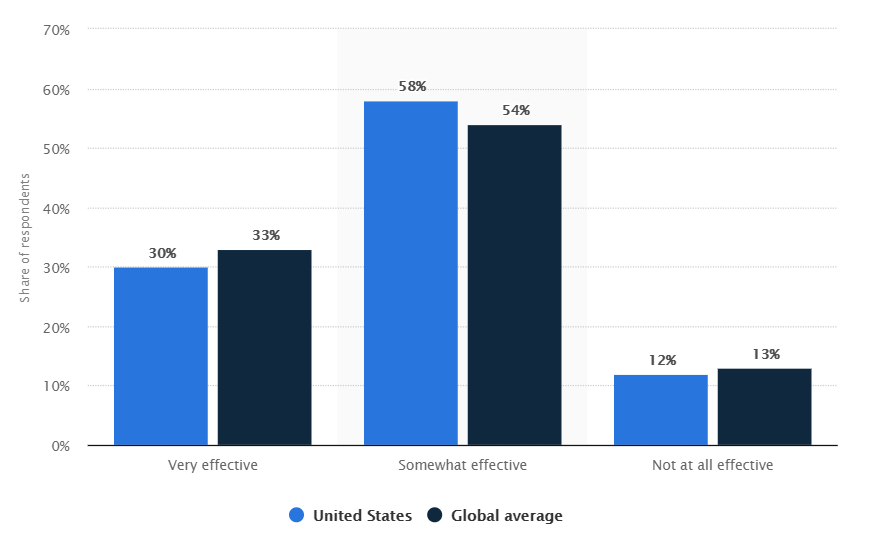 70%
60%
50%
40%
30%
20%
10%
0%
Share of respondents
30%
33%
58%
54%
12%
13%
Very effective
Somewhat effective
Not at all effective
United States
Global average